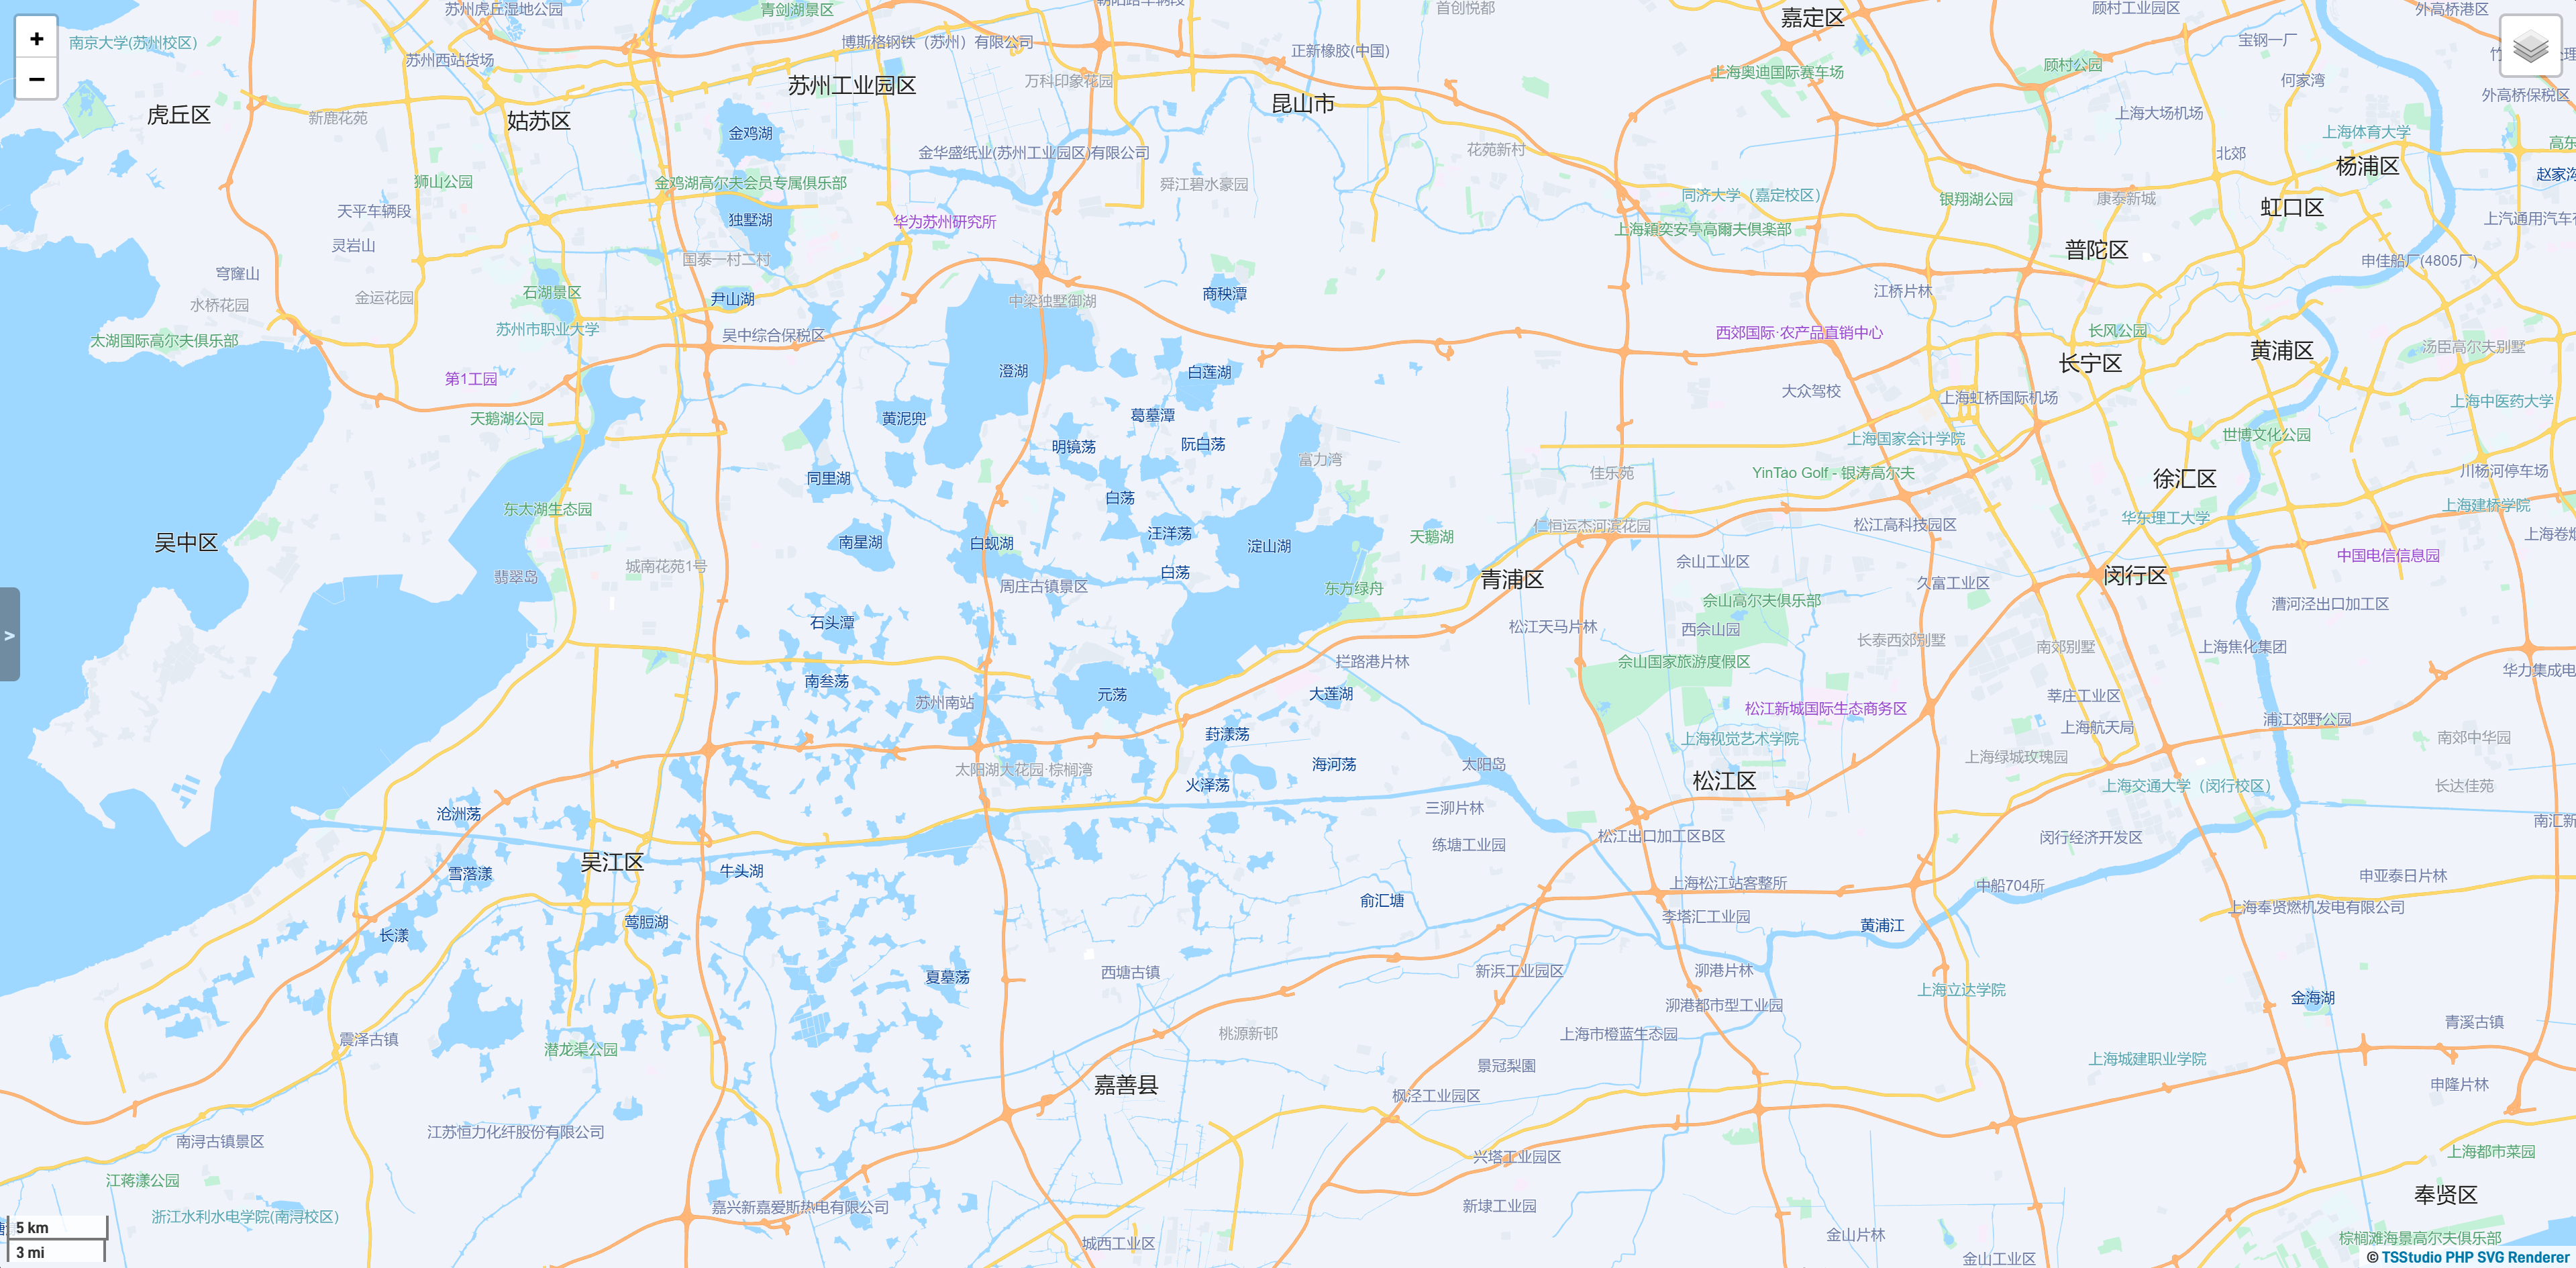 苏州虎丘湿地公园
青剑湖景区
首创悦都
嘉定区
顾村工业园区
外高桥港区
+
南京大学(苏州校区)
博斯格钢铁（苏州）有限公司
正新橡胶(中国)
宝钢一厂
−
苏州西站货场
苏州工业园区
万科印象花园
上海奥迪国际赛车场
顾村公园
何家湾
外高桥保税区
虎丘区
新鹿花苑
姑苏区
金鸡湖
昆山市
上海大场机场
上海体育大学
金华盛纸业(苏州工业园区)有限公司
花苑新村
北郊
杨浦区
狮山公园
金鸡湖高尔夫会员专属俱乐部
舜江碧水豪园
同济大学（嘉定校区）
银翔湖公园
康泰新城
虹口区
天平车辆段
独墅湖
华为苏州研究所
上海颖奕安亭高爾夫俱楽部
灵岩山
国泰一村二村
普陀区
申佳船厂(4805厂)
穹窿山
水桥花园
金运花园
石湖景区
尹山湖
中梁独墅御湖
商秧潭
江桥片林
太湖国际高尔夫俱乐部
苏州市职业大学
吴中综合保税区
西郊国际·农产品直销中心
长风公园
黄浦区
汤臣高尔夫别墅
第1工园
澄湖
白莲湖
长宁区
大众驾校
上海虹桥国际机场
上海中医药大学
天鹅湖公园
黄泥兜
葛墓潭
明镜荡
阮白荡
上海国家会计学院
世博文化公园
同里湖
富力湾
佳乐苑
YinTao Golf - 银涛高尔夫
徐汇区
川杨河停车场
东太湖生态园
白荡
上海建桥学院
吴中区
南星湖
白蚬湖
汪洋荡
淀山湖
天鹅湖
仁恒运杰河滨花园
松江高科技园区
华东理工大学
翡翠岛
城南花苑1号
周庄古镇景区
白荡
东方绿舟
青浦区
佘山工业区
久富工业区
闵行区
中国电信信息园
石头潭
佘山高尔夫俱乐部
漕河泾出口加工区
松江天马片林
西佘山园
长泰西郊别墅
南郊别墅
上海焦化集团
南叁荡
苏州南站
元荡
拦路港片林
大莲湖
佘山国家旅游度假区
莘庄工业区
松江新城国际生态商务区
浦江郊野公园
葑漾荡
上海视觉艺术学院
上海航天局
南郊中华园
太阳湖大花园·棕榈湾
火泽荡
海河荡
太阳岛
松江区
上海绿城玫瑰园
上海交通大学（闵行校区）
长达佳苑
沧洲荡
三泖片林
练塘工业园
松江出口加工区B区
闵行经济开发区
吴江区
雪落漾
牛头湖
俞汇塘
上海松江站客整所
中船704所
申亚泰日片林
莺脰湖
长漾
李塔汇工业园
黄浦江
上海奉贤燃机发电有限公司
夏墓荡
西塘古镇
新浜工业园区
泖港片林
上海立达学院
金海湖
泖港都市型工业园
青溪古镇
震泽古镇
潜龙渠公园
桃源新邨
上海市橙蓝生态园
景冠梨園
上海城建职业学院
嘉善县
枫泾工业园区
申隆片林
南浔古镇景区
江苏恒力化纤股份有限公司
兴塔工业园区
上海都市菜园
江蒋漾公园
浙江水利水电学院(南浔校区)
嘉兴新嘉爱斯热电有限公司
新埭工业园
奉贤区
5 km
城西工业区
金山片林
棕榈滩海景高尔夫俱乐部
3 mi
金山工业区
© TSStudio PHP SVG Renderer